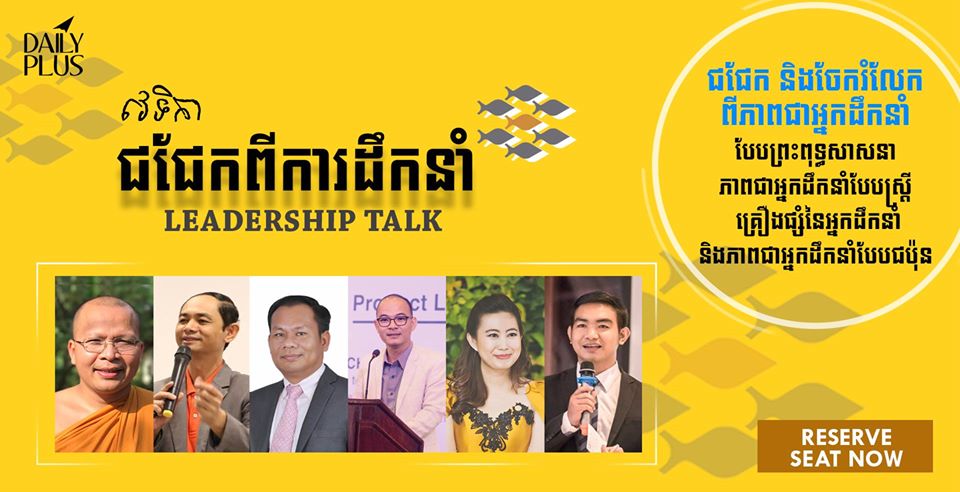 DAILY
PLUS
វេទិកា
ជជែកពីការដឹកនាំ
LEADERSHIP TALK
ជជែក និងចែករំលែក
ពីភាពជាអ្នកដឹកនាំ
បែបព្រះពុទ្ធសាសនា
ភាពជាអ្នកដឹកនាំបែបស្ត្រី
គ្រឿងផ្សំនៃអ្នកដឹកនាំ
និងភាពជាអ្នកដឹកនាំបែបជប៉ុន
Project L
RESERVE
SEAT NOW